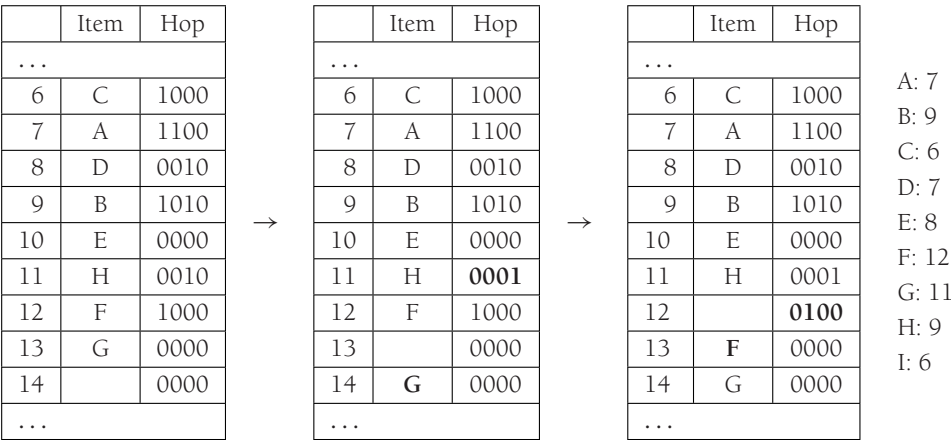 Item Hop
...
6 C 1000
7 A 1100
8 D 0010
9 B 1010
10 E 0000
11 H 0010
12 F 1000
13 G 0000
14 0000
...
→
Item Hop
...
6 C 1000
7 A 1100
8 D 0010
9 B 1010
10 E 0000
11 H 0001
12 F 1000
13 0000
14 G 0000
...
→
Item Hop
...
6 C 1000
7 A 1100
8 D 0010
9 B 1010
10 E 0000
11 H 0001
12 0100
13 F 0000
14 G 0000
...
A: 7
B: 9
C: 6
D: 7
E: 8
F: 12
G: 11
H: 9
I: 6